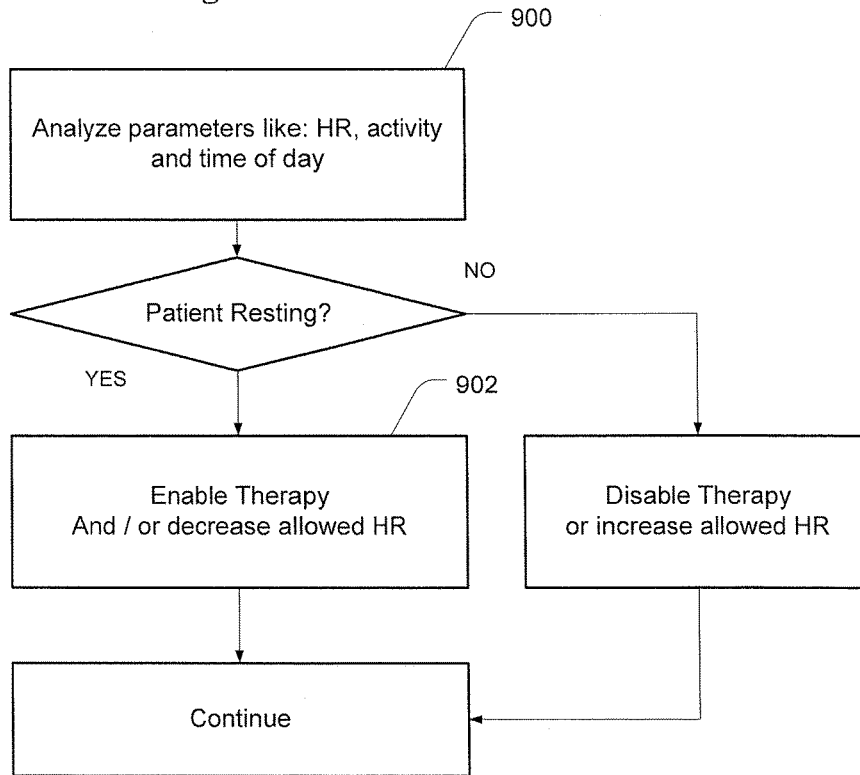 900
Analyze parameters like: HR, activity
and time of day
NO
Patient Resting?
YES
902
Enable Therapy
And / or decrease allowed HR
Disable Therapy
or increase allowed HR
Continue